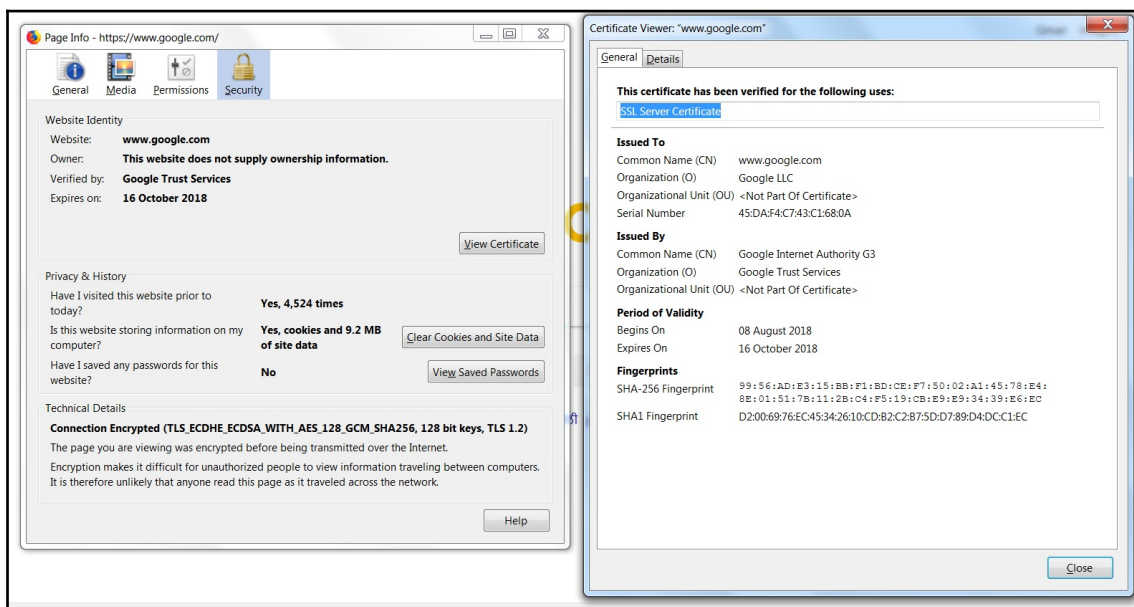 Page Info - https://www.google.com/
General Media Permissions Security
Website Identity
Website: www.google.com
Owner: This website does not supply ownership information.
Verified by: Google Trust Services
Expires on: 16 October 2018
View Certificate
Privacy & History
Have I visited this website prior to
today?
Yes, 4,524 times
Is this website storing information on my
computer?
Yes, cookies and 9.2 MB
of site data
Clear Cookies and Site Data
Have I saved any passwords for this
website?
No
View Saved Passwords
Technical Details
Connection Encrypted (TLS_ECDHE_ECDSA_WITH_AES_128_GCM_SHA256, 128 bit keys, TLS 1.2)
The page you are viewing was encrypted before being transmitted over the Internet.
Encryption makes it difficult for unauthorized people to view information traveling between computers.
It is therefore unlikely that anyone read this page as it traveled across the network.
Help
Certificate Viewer: "www.google.com"
General Details
This certificate has been verified for the following uses:
SSL Server Certificate
Issued To
Common Name (CN) www.google.com
Organization (O) Google LLC
Organizational Unit (OU) <Not Part Of Certificate>
Serial Number 45:DA:F4:C7:43:C1:68:0A
Issued By
Common Name (CN) Google Internet Authority G3
Organization (O) Google Trust Services
Organizational Unit (OU) <Not Part Of Certificate>
Period of Validity
Begins On 08 August 2018
Expires On 16 October 2018
Fingerprints
SHA-256 Fingerprint 99:56:AD:E3:15:BB:F1:BD:CE:F7:50:02:A1:45:78:E4:
8E:01:51:7B:11:2B:C4:F5:19:CB:E9:E9:34:39:E6:EC
SHA1 Fingerprint D2:00:69:76:EC:45:34:26:10:CD:B2:C2:B7:5D:D7:89:D4:DC:C1:EC
Close